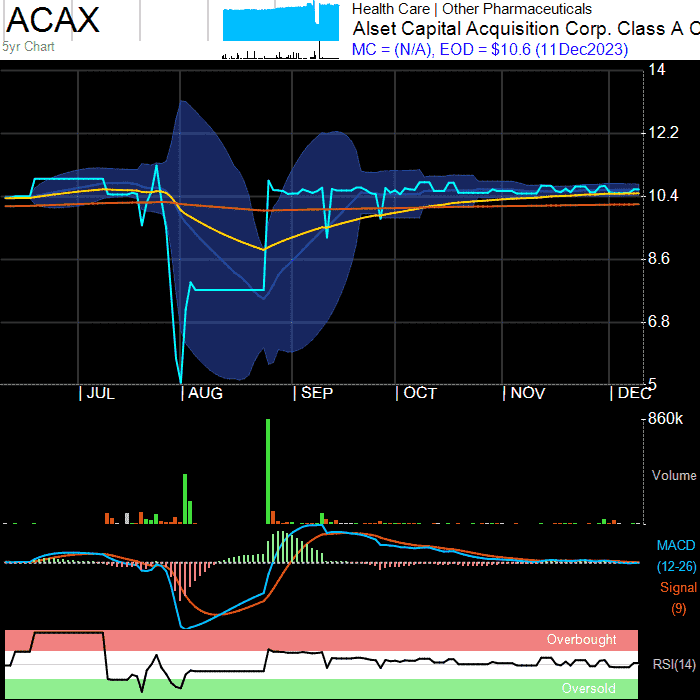 ACAX
5yr Chart
Health Care | Other Pharmaceuticals
Alset Capital Acquisition Corp. Class A C
MC = (N/A), EOD = $10.6 (11Dec2023)
14
12.2
10.4
8.6
6.8
5
| JUL
| AUG
| SEP
| OCT
| NOV
| DEC
860k
Volume
MACD
(12-26)
Signal
(9)
Overbought
RSI(14)
Oversold